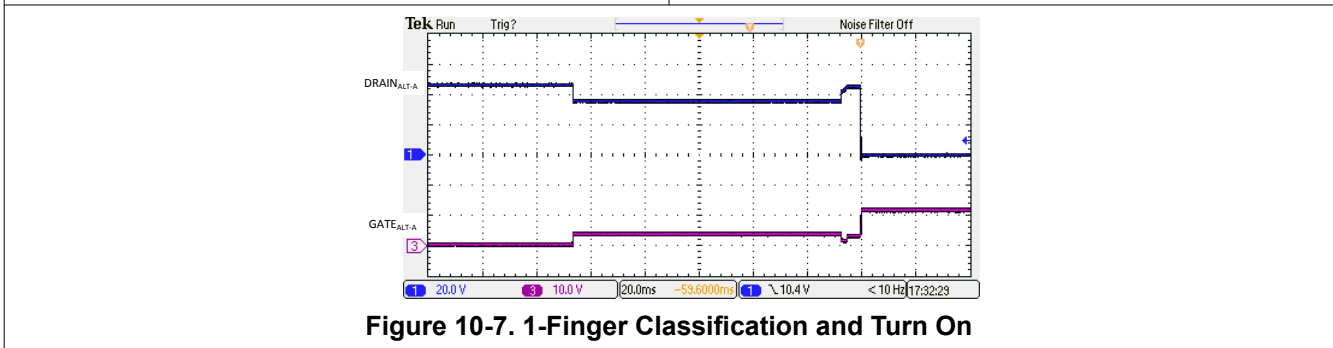 Tek Run Trig? Noise Filter Off
DRAINALT-A
1
GATEALT-A
3
1 20.0 V 3 10.0 V 20.0ms -59.6000ms 1 \ 10.4 V < 10 Hz 17:32:29
Figure 10-7. 1-Finger Classification and Turn On